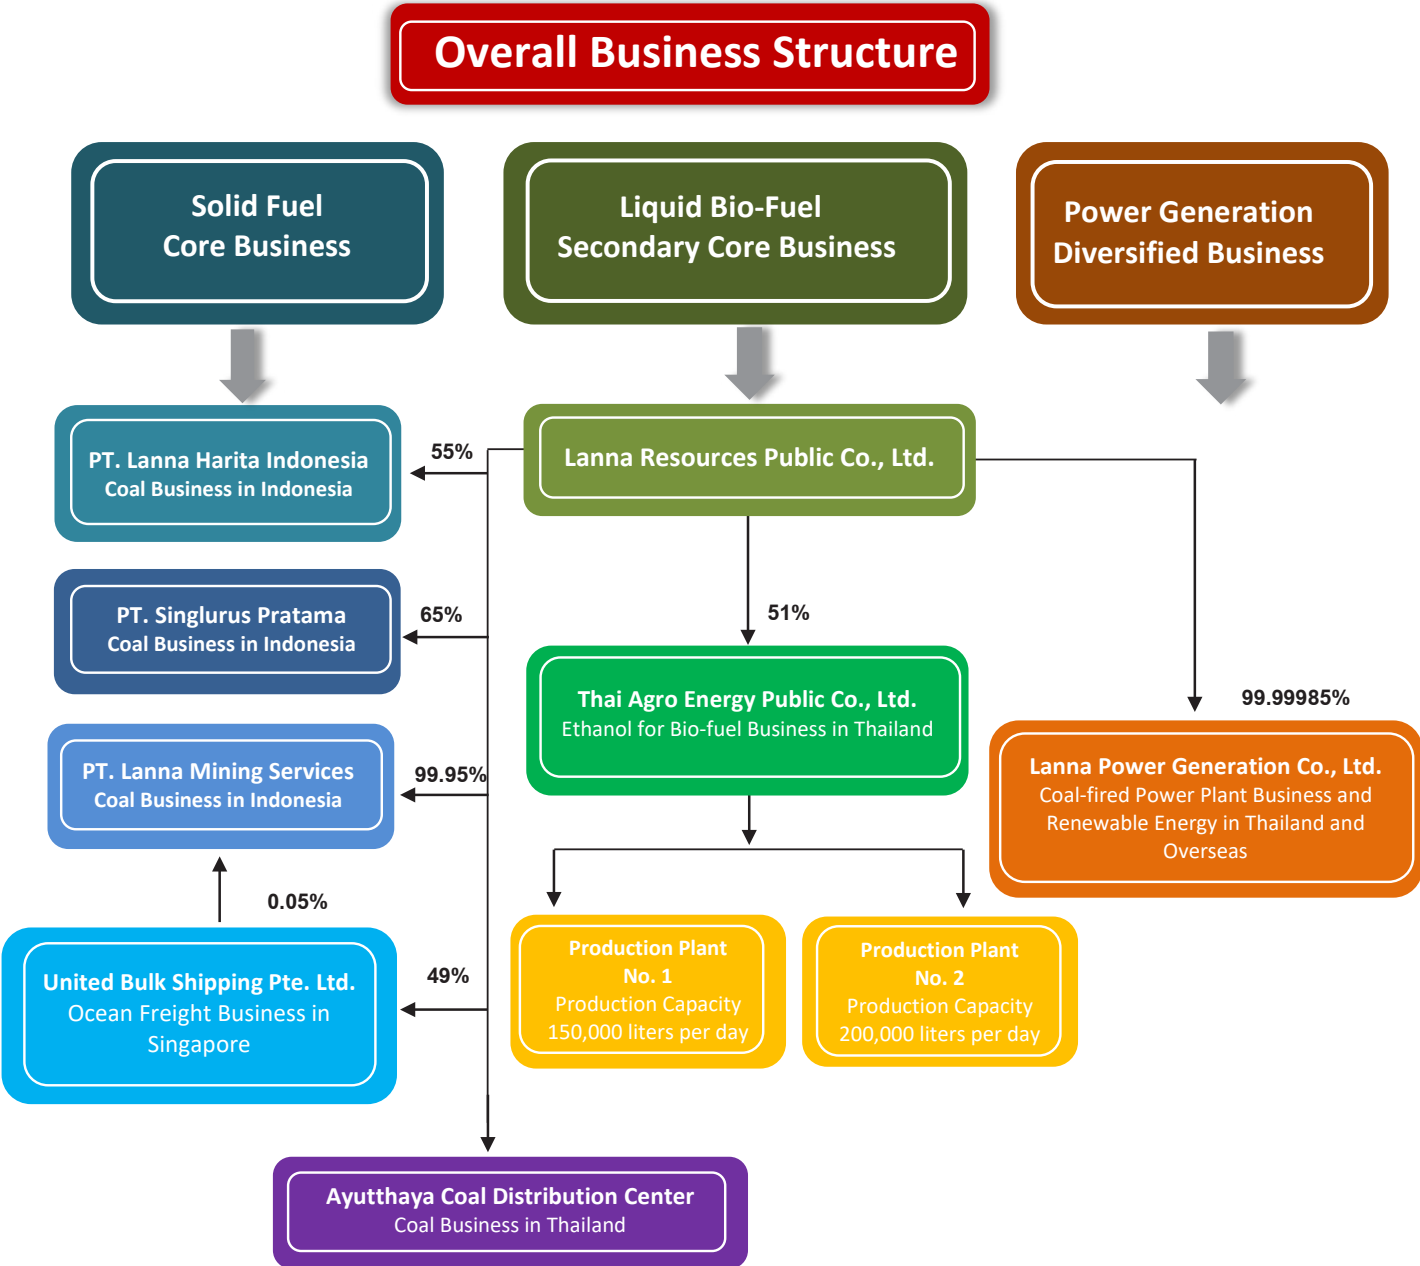 Overall Business Structure
Solid Fuel
Core Business
Liquid Bio-Fuel
Secondary Core Business
Power Generation
Diversified Business
PT. Lanna Harita Indonesia
Coal Business in Indonesia
55%
Lanna Resources Public Co., Ltd.
PT. Singlurus Pratama
Coal Business in Indonesia
65%
51%
Thai Agro Energy Public Co., Ltd.
Ethanol for Bio-fuel Business in Thailand
99.99985%
PT. Lanna Mining Services
Coal Business in Indonesia
99.95%
Lanna Power Generation Co., Ltd.
Coal-fired Power Plant Business and
Renewable Energy in Thailand and
Overseas
0.05%
United Bulk Shipping Pte. Ltd.
Ocean Freight Business in
Singapore
49%
Production Plant
No. 1
Production Capacity
150,000 liters per day
Production Plant
No. 2
Production Capacity
200,000 liters per day
Ayutthaya Coal Distribution Center
Coal Business in Thailand